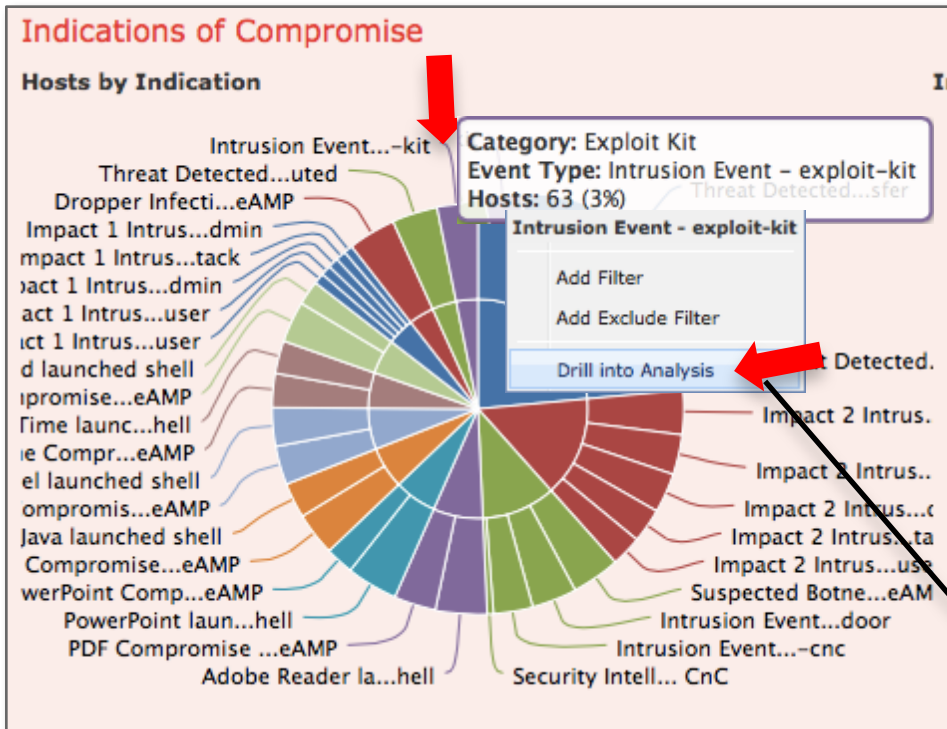 Indications of Compromise
Hosts by Indication
Intrusion Event...-kit
Category: Exploit Kit
Event Type: Intrusion Event - exploit-kit
Hosts: 63 (3%)
Threat Detected...sfer
Threat Detected...uted
Dropper Infecti...eAMP
Intrusion Event - exploit-kit
Impact 1 Intrus...dmin
mpact 1 Intrus...tack
Add Filter
pact 1 Intrus...dmin
act 1 Intrus...user
Add Exclude Filter
ct 1 Intrus...user
d launched shell
Drill into Analysis
t Detected.
npromise...eAMP
Time launc...hell
Impact 2 Intrus.
e Compr...eAMP
el launched shell
Impact 2 Intrus..
ompromis...eAMP
Impact 2 Intrus...
Java launched shell
Impact 2 Intrus...ta
Compromise...eAMP
Impact 2 Intrus...use
werPoint Comp...eAMP
Suspected Botne...eAM
PowerPoint laun...hell
Intrusion Event...door
PDF Compromise ...eAMP
Intrusion Event...-cnc
Adobe Reader la...hell
Security Intell... CnC